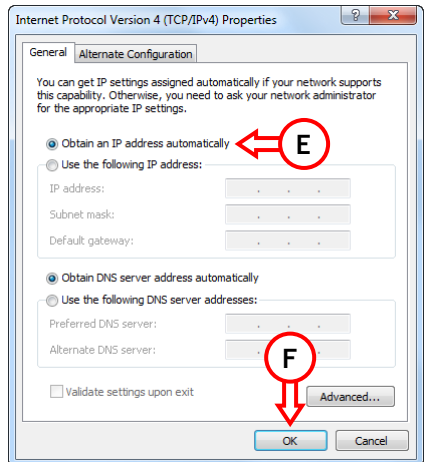 Internet Protocol Version 4 (TCP/IPv4) Properties
General
Alternate Configuration
You can get IP settings assigned automatically if your network supports
this capability. Otherwise, you need to ask your network administrator
for the appropriate IP settings.
Obtain an IP address automatically
E
Use the following IP address:
IP address:
Subnet mask:
Default gateway:
Obtain DNS server address automatically
Use the following DNS server addresses:
Preferred DNS server:
Alternate DNS server:
F
Validate settings upon exit
Advanced...
OK
Cancel